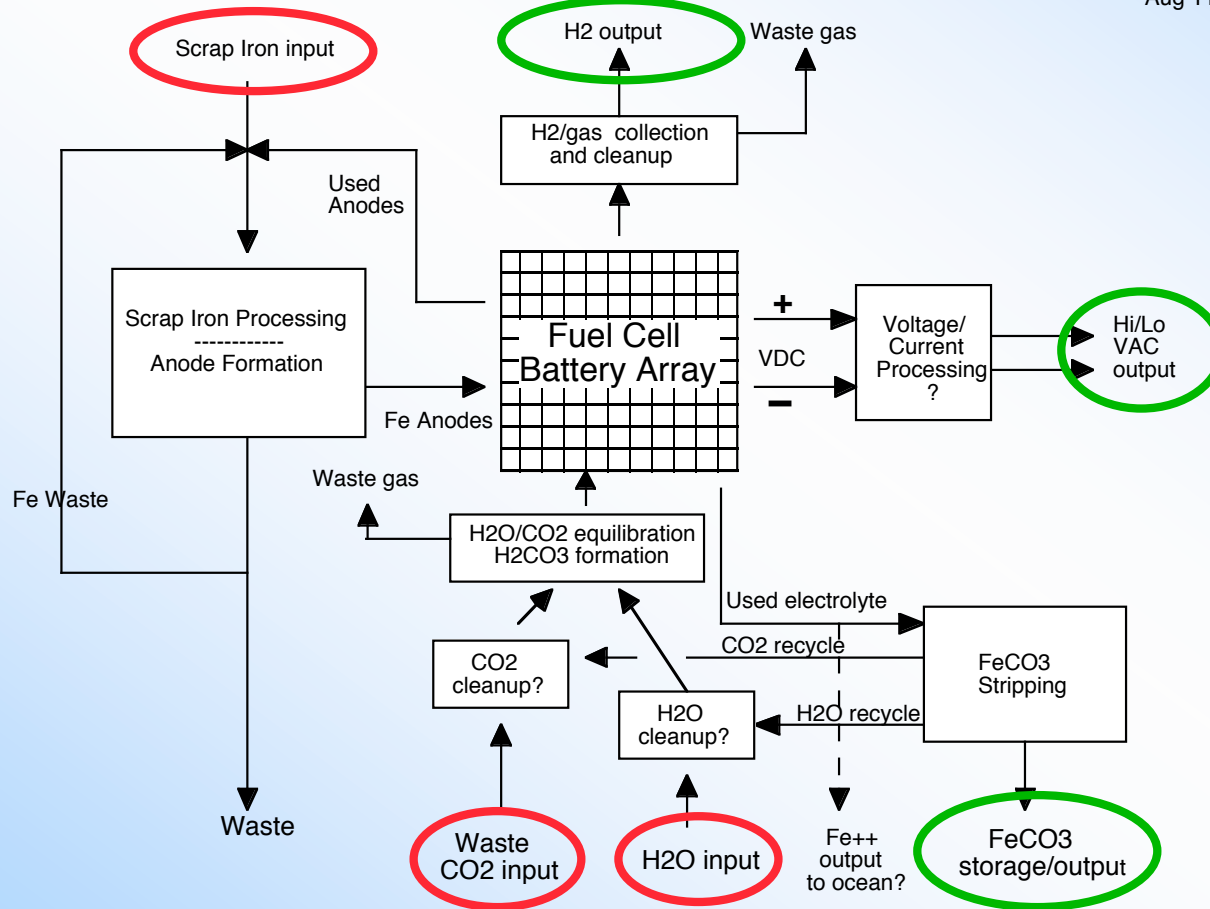 Aug 11
Scrap Iron input
H2 output
Waste gas
H2/gas collection
and cleanup
Used
Anodes
Scrap Iron Processing
------------
Anode Formation
Fuel Cell
Battery Array
+
VDC
−
Voltage/
Current
Processing
?
Hi/Lo
VAC
output
Fe Anodes
Waste gas
Fe Waste
H2O/CO2 equilibration
H2CO3 formation
Used electrolyte
CO2 recycle
CO2
cleanup?
FeCO3
Stripping
H2O
cleanup?
H2O recycle
Waste
Waste
CO2 input
H2O input
Fe++
output
to ocean?
FeCO3
storage/output